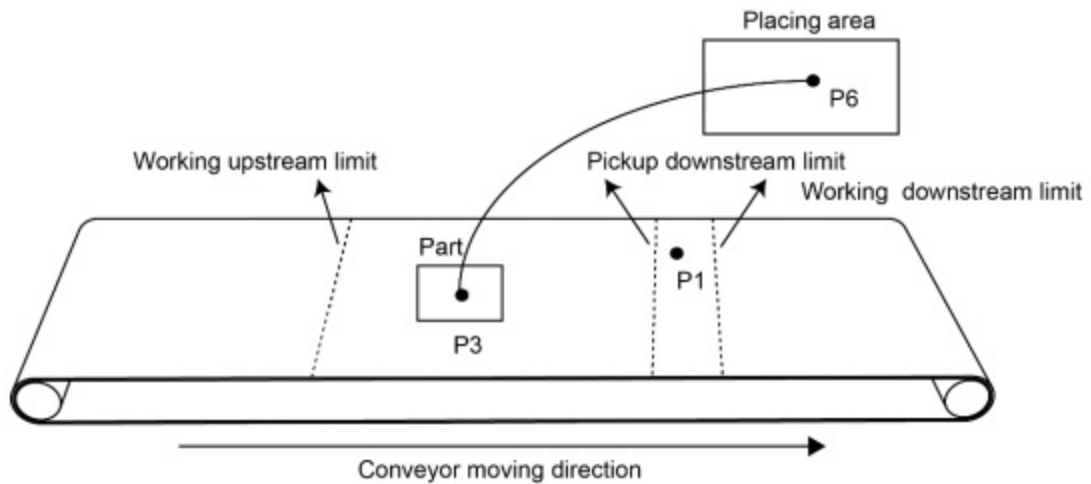 Placing area
P6
Working upstream limit
Pickup downstream limit
Working downstream limit
Part
P1
P3
Conveyor moving direction